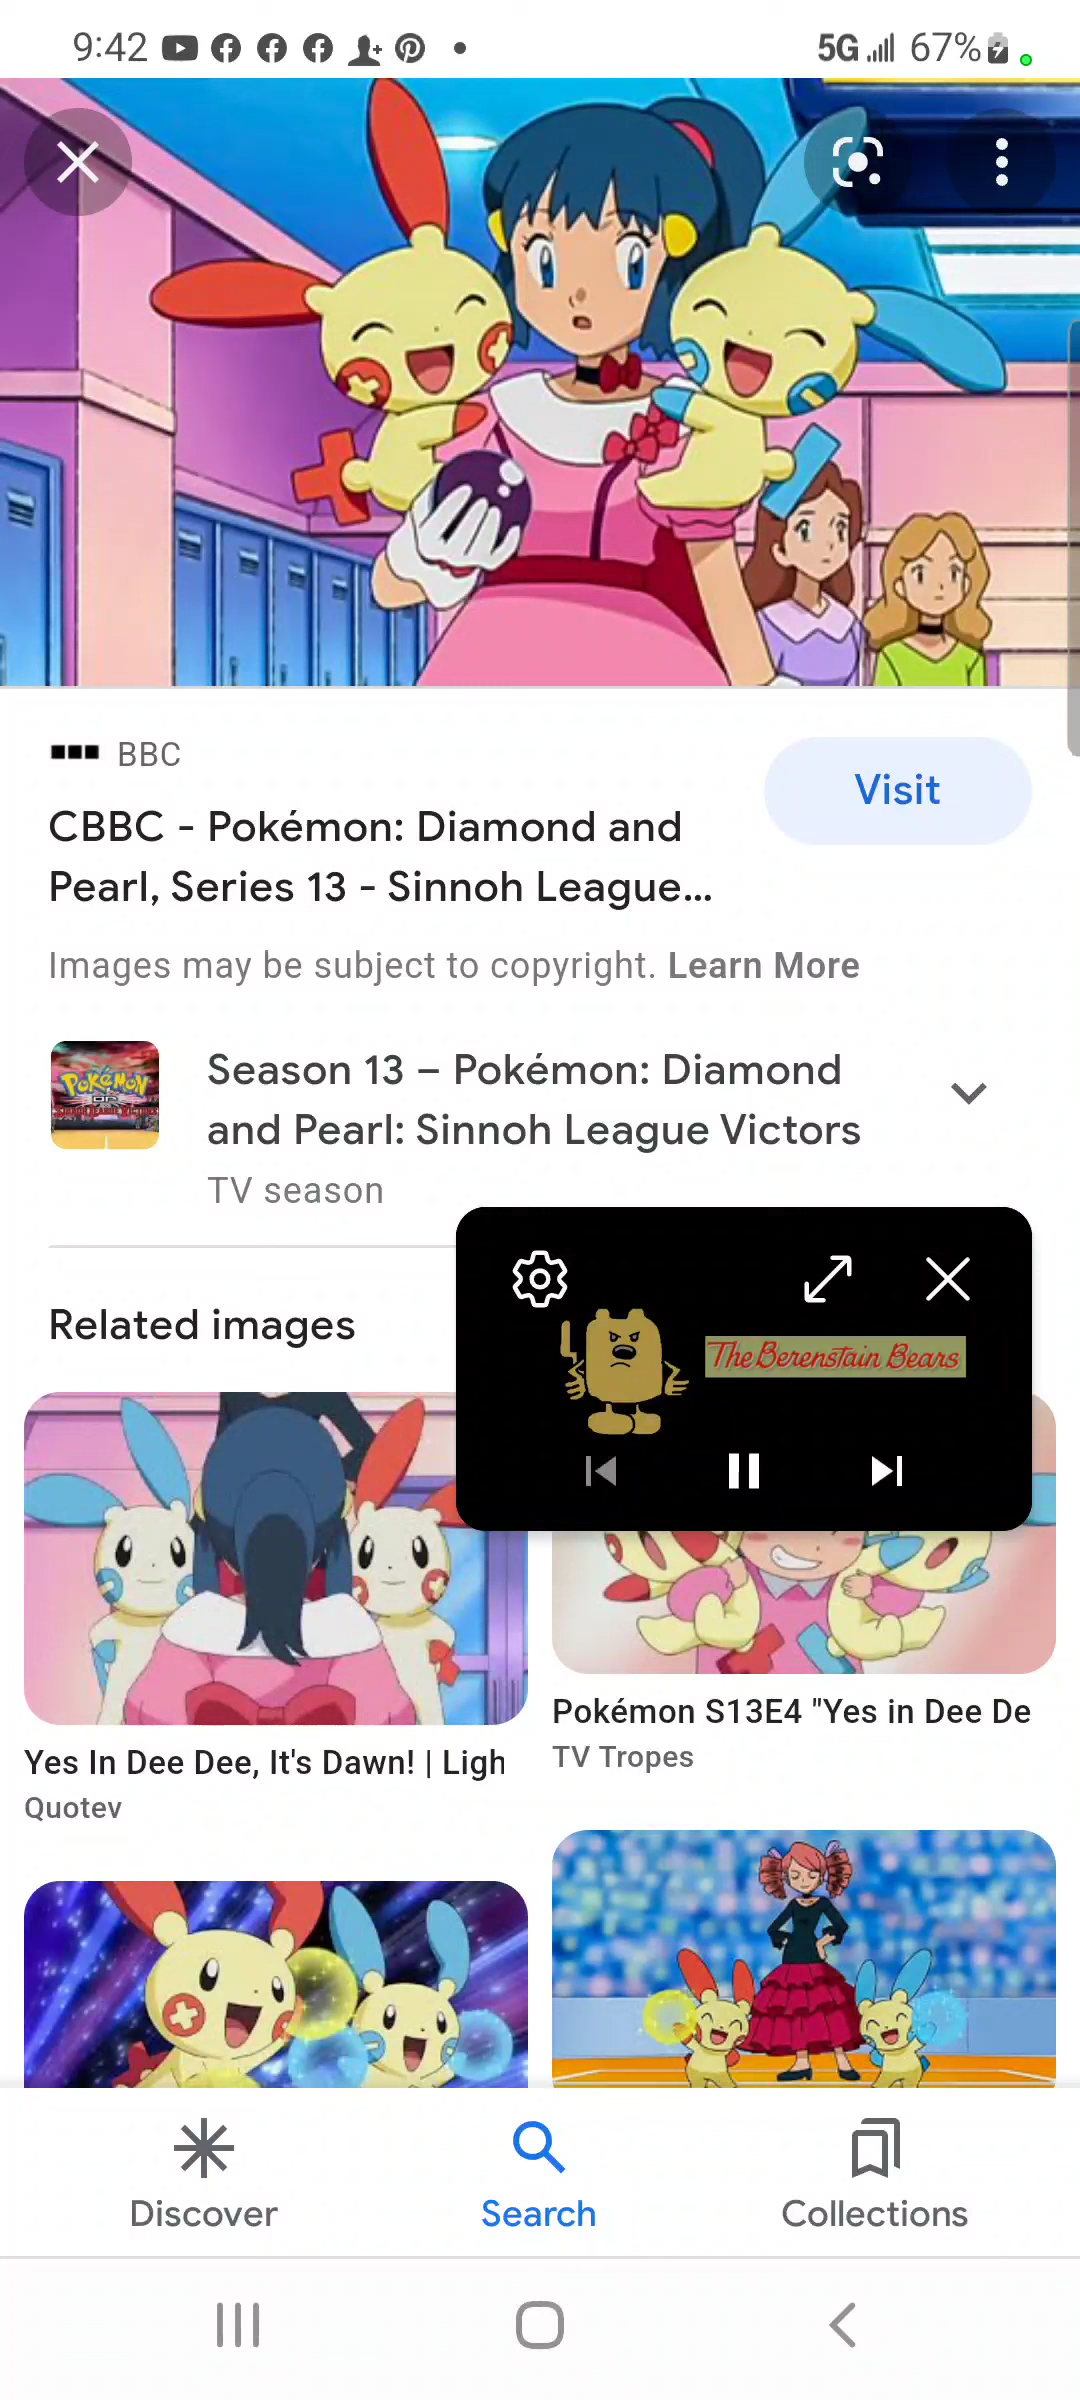 9:42
5G 67%
BBC
Visit
CBBC - Pokémon: Diamond and
Pearl, Series 13 - Sinnoh League...
Images may be subject to copyright. Learn More
POKéMON
Season 13 – Pokémon: Diamond
and Pearl: Sinnoh League Victors
TV season
Related images
The Berenstain Bears
Yes In Dee Dee, It's Dawn! | Ligh
Quotev
Pokémon S13E4 "Yes in Dee De
TV Tropes
Discover
Search
Collections